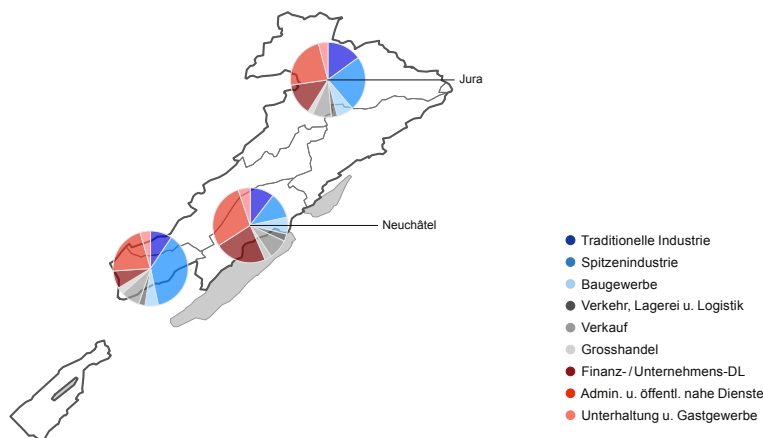 Jura
Neuchâtel
Traditionelle Industrie
Spitzenindustrie
Baugewerbe
Verkehr, Lagerei u. Logistik
Verkauf
Grosshandel
Finanz-/Unternehmens-DL
Admin. u. öffentl. nahe Dienste
Unterhaltung u. Gastgewerbe